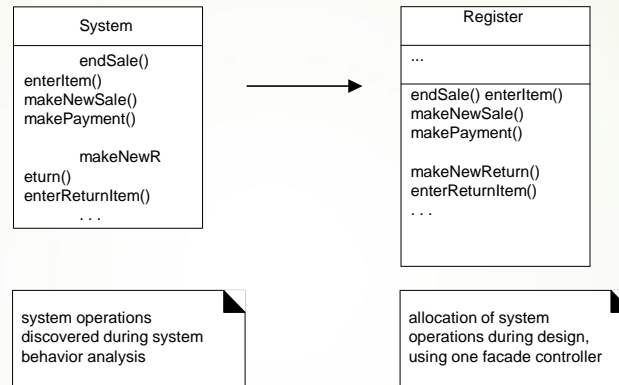 System
endSale()
enterItem()
makeNewSale()
makePayment()
makeNewR
eturn()
enterReturnItem()
. . .
system operations
discovered during system
behavior analysis
Register
...
endSale() enterItem()
makeNewSale()
makePayment()
makeNewReturn()
enterReturnItem()
. . .
allocation of system
operations during design,
using one facade controller